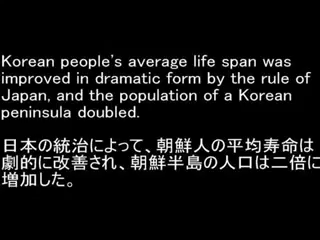 Korean people's average life span was
improved in dramatic form by the rule of
Japan, and the population of a Korean
peninsula doubled.
日本の統治によって、朝鮮人の平均寿命は
劇的に改善され、朝鮮半島の人口は二倍に
増加した。